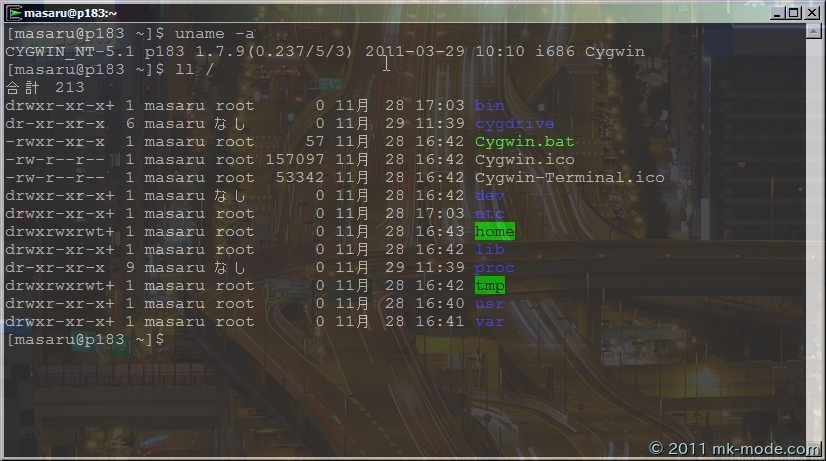 masaru@p183:~
[masaru@p183 ~]$ uname -a
CYGWIN_NT-5.1 p183 1.7.9(0.237/5/3) 2011-03-29 10:10 i686 Cygwin
[masaru@p183 ~]$ ll /
合計 213
drwxr-xr-x+ 1 masaru root      0 11月  28 17:03 bin
dr-xr-xr-x  6 masaru なし      0 11月  29 11:39 cygdrive
-rwxr-xr-x  1 masaru root     57 11月  28 16:42 Cygwin.bat
-rw-r--r--  1 masaru root 157097 11月  28 16:42 Cygwin.ico
-rw-r--r--  1 masaru root  53342 11月  28 16:42 Cygwin-Terminal.ico
drwxr-xr-x+ 1 masaru なし      0 11月  28 16:42 dev
drwxr-xr-x+ 1 masaru root      0 11月  28 17:03 etc
drwxrwxrwt+ 1 masaru root      0 11月  28 16:43 home
drwxr-xr-x+ 1 masaru root      0 11月  28 16:42 lib
dr-xr-xr-x  9 masaru なし      0 11月  29 11:39 proc
drwxrwxrwt+ 1 masaru root      0 11月  28 16:42 tmp
drwxr-xr-x+ 1 masaru root      0 11月  28 16:40 usr
drwxr-xr-x+ 1 masaru root      0 11月  28 16:41 var
[masaru@p183 ~]$
© 2011 mk-mode.com